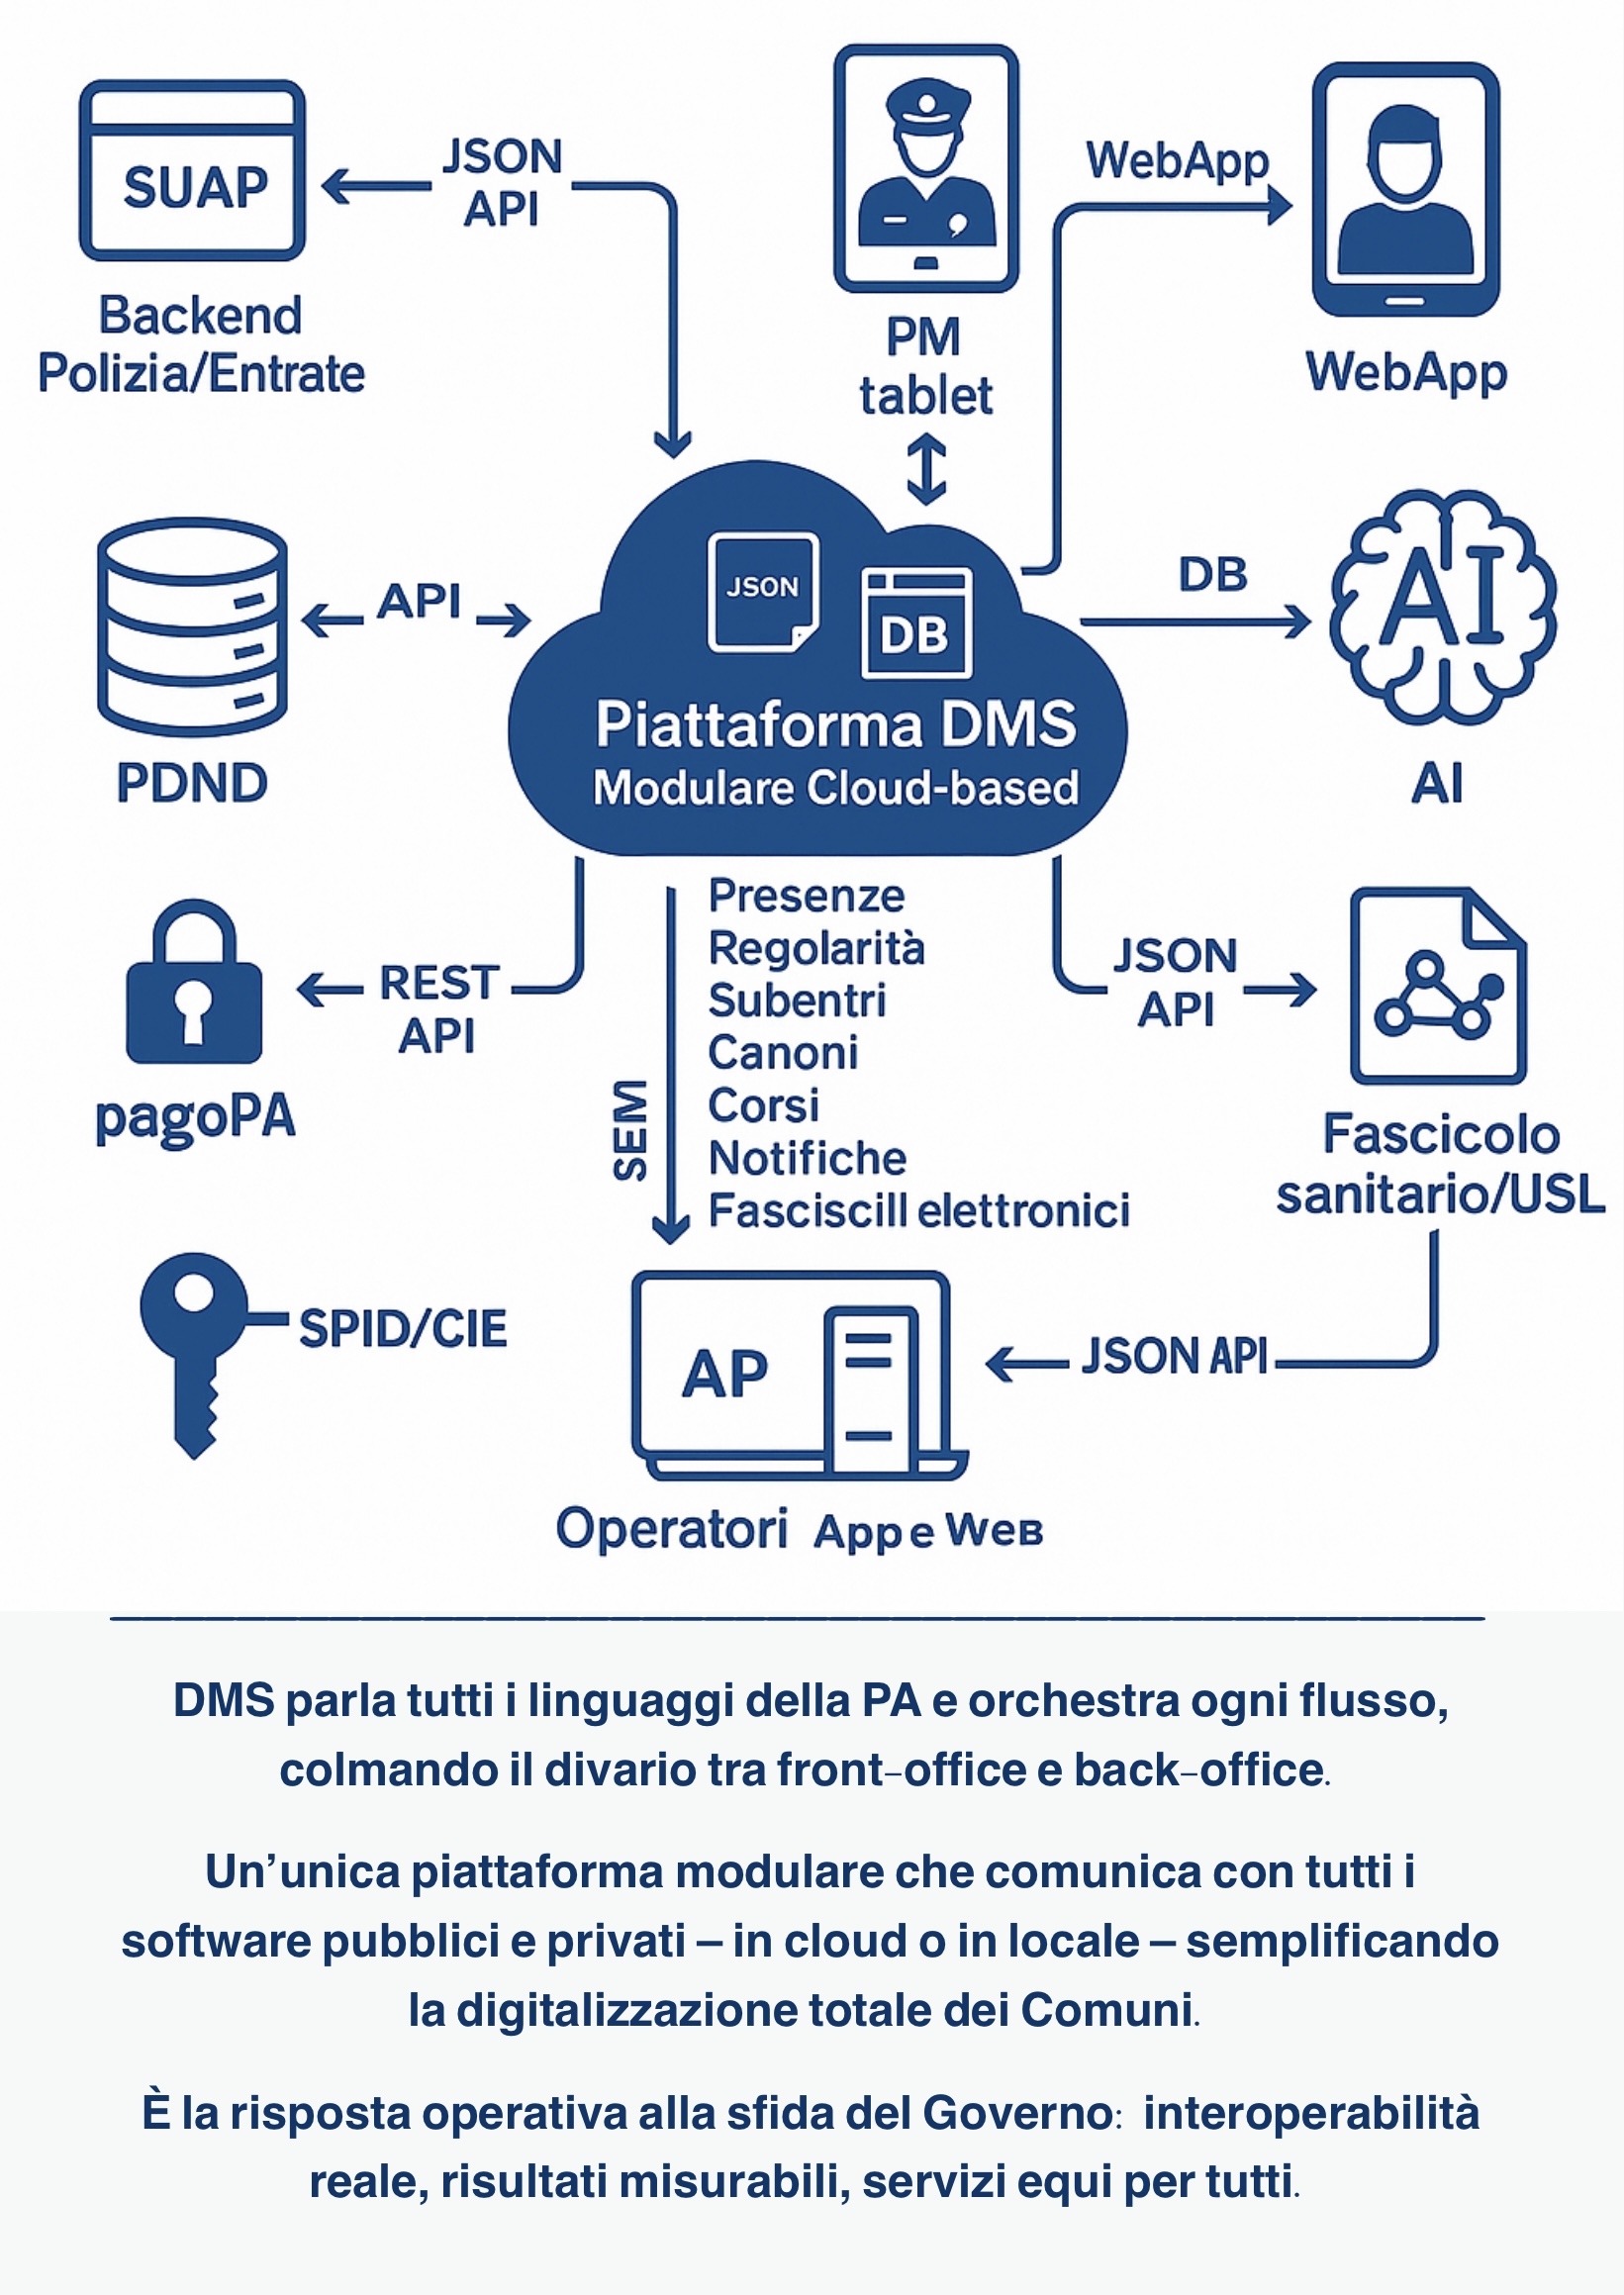 SUAP
JSON
API
Backend
Polizia/Entrate
PM
tablet
WebApp
WebApp
PDND
API
JSON
DB
Piattaforma DMS
Modulare Cloud-based
DB
AI
AI
pagoPA
REST
API
SEM
Presenze
Regolarità
Subentri
Canoni
Corsi
Notifiche
Fasciscill elettronici
JSON
API
Fascicolo
sanitario/USL
SPID/CIE
AP
JSON API
Operatori App e Web
DMS parla tutti i linguaggi della PA e orchestra ogni flusso,
colmando il divario tra front-office e back-office.
Un'unica piattaforma modulare che comunica con tutti i
software pubblici e privati – in cloud o in locale – semplificando
la digitalizzazione totale dei Comuni.
È la risposta operativa alla sfida del Governo: interoperabilità
reale, risultati misurabili, servizi equi per tutti.